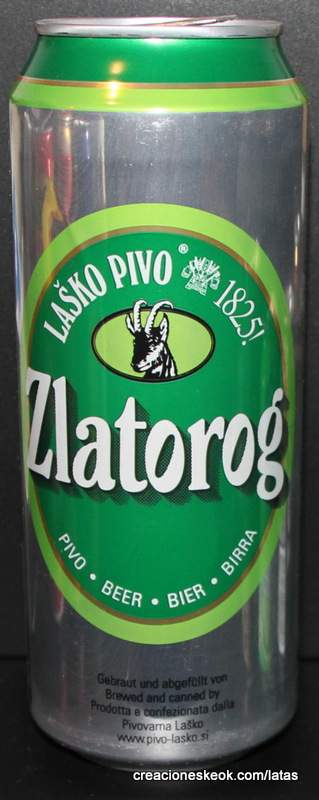 LAŠKO PIVO® 1825!
Zlatorog
PIVO • BEER • BIER • BIRRA
Gebraut und abgefüllt von
Brewed and canned by
Prodotta e confezionata dalla
Pivovarna Laško
www.pivo-lasko.si
creacioneskeok.com/latas